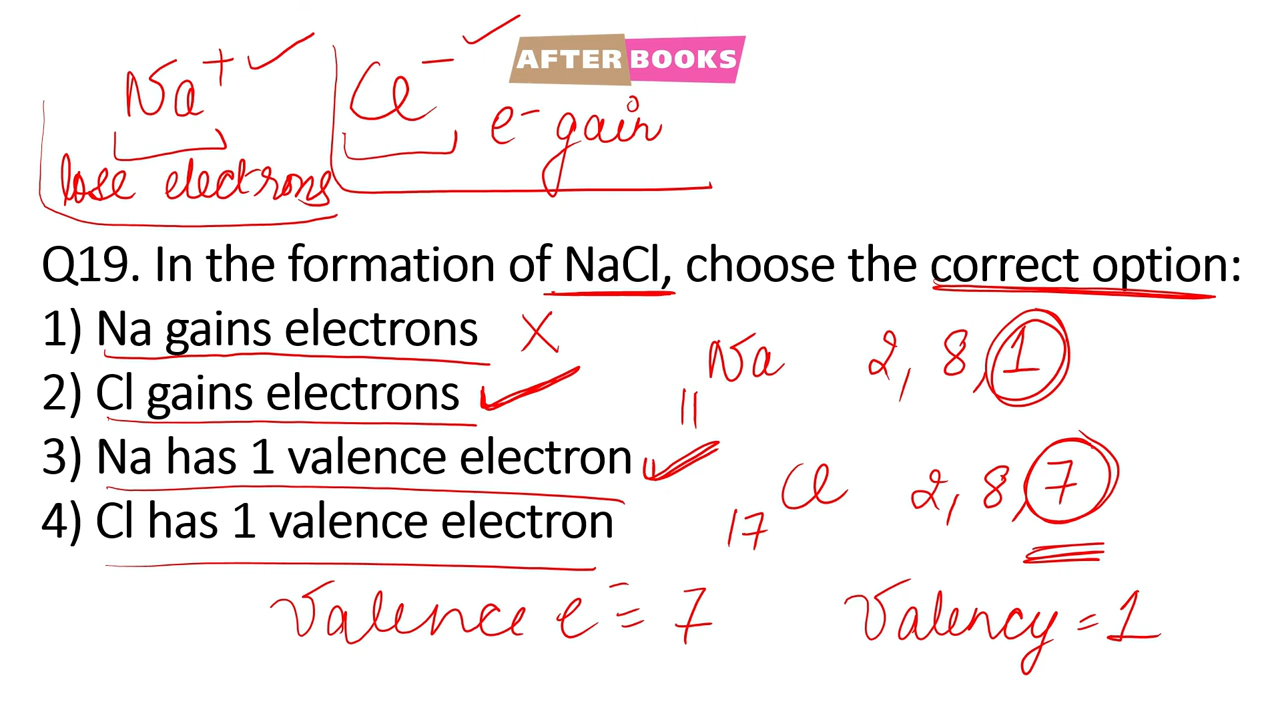 AFTER BOOKS
Na⁺ ✓ Cl⁻ ✓
lose electrons e⁻ gain
Q19. In the formation of NaCl, choose the correct option:
1) Na gains electrons X
2) Cl gains electrons ✓
3) Na has 1 valence electron ✓
4) Cl has 1 valence electron
₁₁Na 2, 8, 1
₁₇Cl 2, 8, 7
Valence e⁻ = 7
Valency = 1